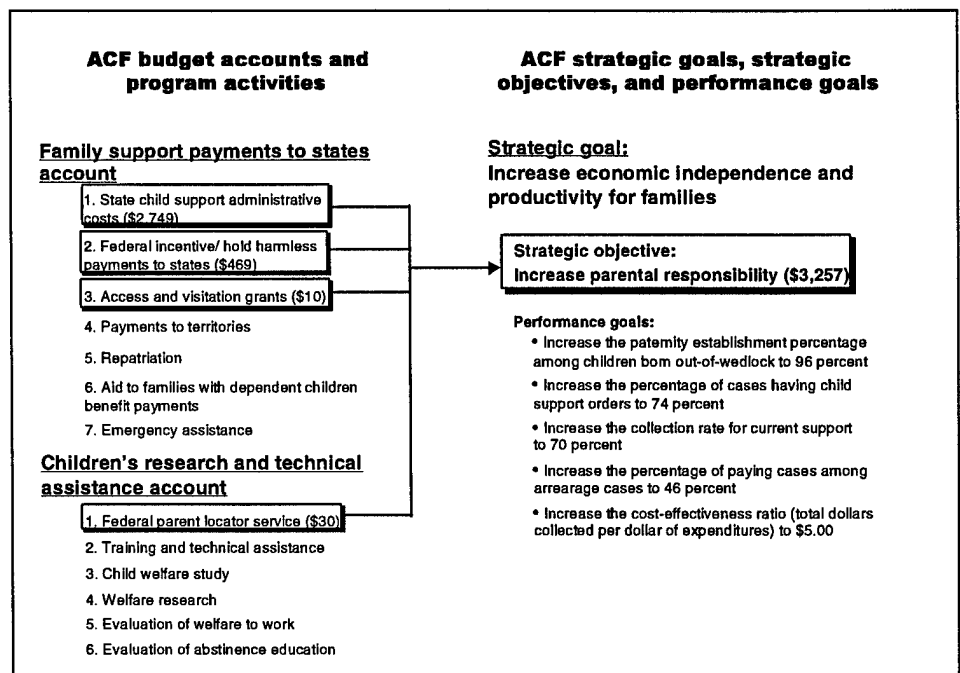 ACF budget accounts and
program activities
Family support payments to states
account
1. State child support administrative
costs ($2,749)
2. Federal incentive/ hold harmless
payments to states ($469)
3. Access and visitation grants ($10)
4. Payments to territories
5. Repatriation
6. Aid to families with dependent children
benefit payments
7. Emergency assistance
Children's research and technical
assistance account
1. Federal parent locator service ($30)
2. Training and technical assistance
3. Child welfare study
4. Welfare research
5. Evaluation of welfare to work
6. Evaluation of abstinence education
ACF strategic goals, strategic
objectives, and performance goals
Strategic goal:
Increase economic independence and
productivity for families
Strategic objective:
Increase parental responsibility ($3,257)
Performance goals:
• Increase the paternity establishment percentage
among children born out-of-wedlock to 96 percent
• Increase the percentage of cases having child
support orders to 74 percent
• Increase the collection rate for current support
to 70 percent
• Increase the percentage of paying cases among
arrearage cases to 46 percent
• Increase the cost-effectiveness ratio (total dollars
collected per dollar of expenditures) to $5.00